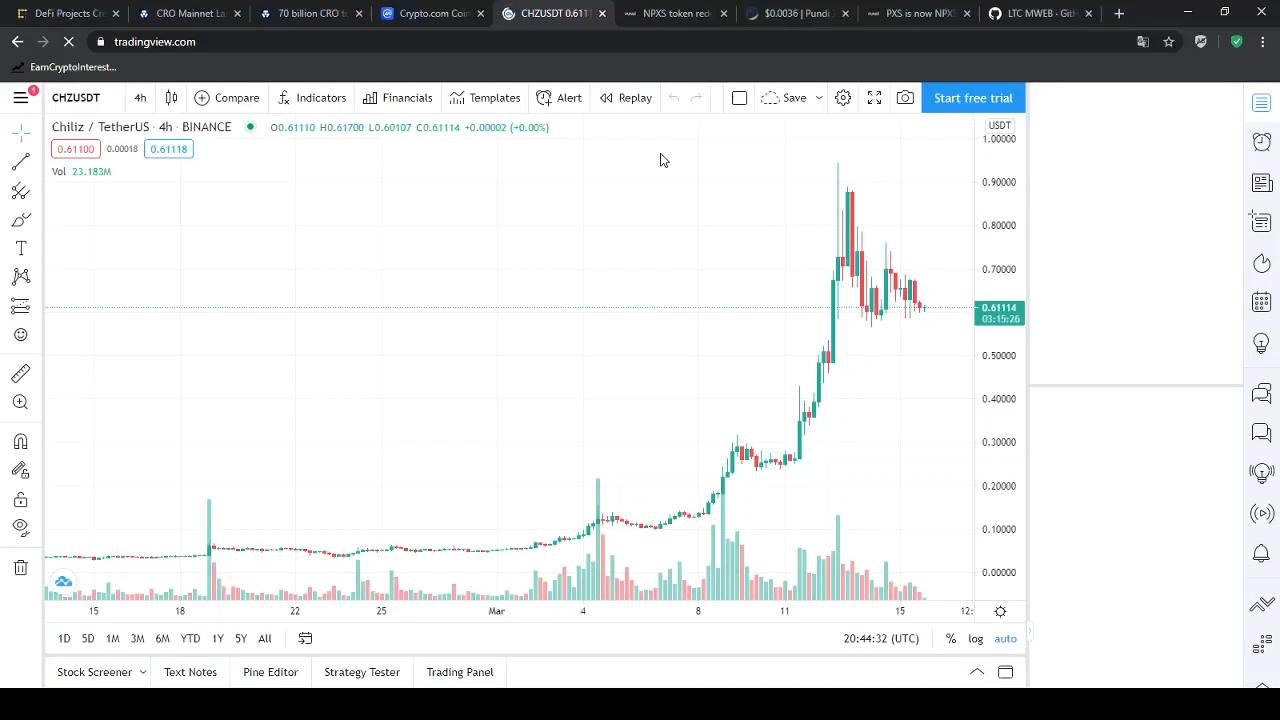 DeFi Projects Cr
CRO Mainnet La
70 billion CRO t
Crypto.com Coin
CHZUSDT 0.611
NPXS token red
$0.0036 | Pundi
PXS is now NPXS
LTC MWEB - Git
tradingview.com
EarnCryptoInterest...
1
CHZUSDT
4h
Compare
Indicators
Financials
Templates
Alert
Replay
Save
Start free trial
Chiliz / TetherUS · 4h · BINANCE
O0.61110 H0.61700 L0.60107 C0.61114 +0.00002 (+0.00%)
0.61100
0.00018
0.61118
Vol 23.183M
USDT
1.00000
0.90000
0.80000
0.70000
0.61114
03:15:26
0.50000
0.40000
0.30000
0.20000
0.10000
0.00000
15
18
22
25
Mar
4
8
11
15
12:
1D
5D
1M
3M
6M
YTD
1Y
5Y
All
20:44:32 (UTC)
%
log
auto
Stock Screener
Text Notes
Pine Editor
Strategy Tester
Trading Panel